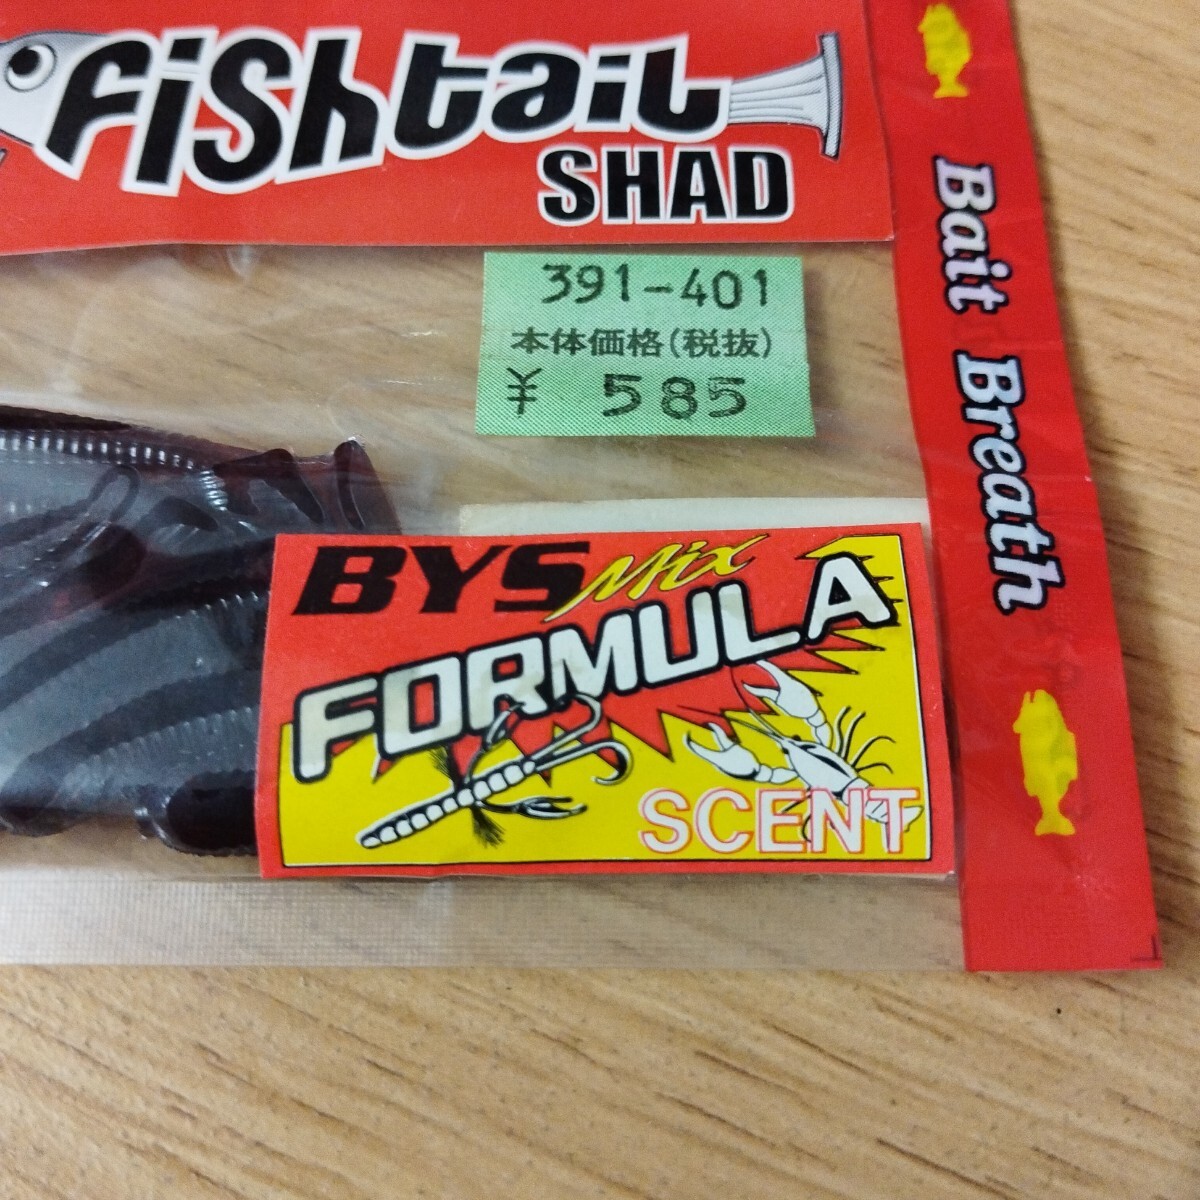 fishtail
SHAD
391-401
本体価格(税抜)
¥ 585
BYS Mix
FORMULA
SCENT
Bait Breath